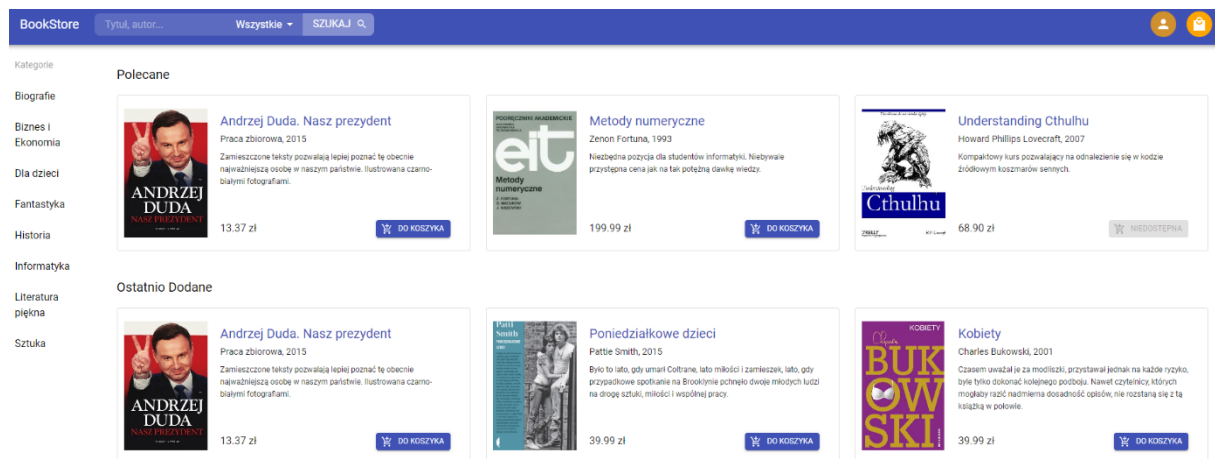 BookStore
Tytuł, autor...
Wszystkie
SZUKAJ
Kategorie
Biografie
Biznes i
Ekonomia
Dla dzieci
Fantastyka
Historia
Informatyka
Literatura
piękna
Sztuka
Polecane
ANDRZEJ
DUDA
NASZ PREZYDENT
Andrzej Duda. Nasz prezydent
Praca zbiorowa, 2015
Zamieszczone teksty pozwalają lepiej poznać tę obecnie
najważniejszą osobę w naszym państwie. Ilustrowana czarno-
białymi fotografiami.
13.37 zł
DO KOSZYKA
PODRĘCZNIKI AKADEMICKIE
eit
Metody
numeryczne
Metody numeryczne
Zenon Fortuna, 1993
Niezbędna pozycja dla studentów informatyki. Niebywale
przystępna cena jak na tak potężną dawkę wiedzy.
199.99 zł
DO KOSZYKA
Understanding
Cthulhu
Understanding Cthulhu
Howard Phillips Lovecraft, 2007
Kompaktowy kurs pozwalający na odnalezienie się w kodzie
źródłowym koszmarów sennych.
68.90 zł
NIEDOSTĘPNA
Ostatnio Dodane
ANDRZEJ
DUDA
NASZ PREZYDENT
Andrzej Duda. Nasz prezydent
Praca zbiorowa, 2015
Zamieszczone teksty pozwalają lepiej poznać tę obecnie
najważniejszą osobę w naszym państwie. Ilustrowana czarno-
białymi fotografiami.
13.37 zł
DO KOSZYKA
Patti
Smith
Poniedziałkowe dzieci
Pattie Smith, 2015
Było to lato, gdy umarł Coltrane, lato miłości i zamieszek, lato, gdy
przypadkowe spotkanie na Brooklynie pchnęło dwoje młodych ludzi
na drogę sztuki, miłości i wspólnej pracy.
39.99 zł
DO KOSZYKA
KOBIETY
Charles
BUK
OW
SKI
Kobiety
Charles Bukowski, 2001
Czasem uważał je za modliszki, przystawał jednak na każde ryzyko,
byle tylko dokonać kolejnego podboju. Nawet czytelnicy, których
mogłaby razić nadmierna dosadność opisów, nie rozstaną się z tą
książką w połowie.
39.99 zł
DO KOSZYKA